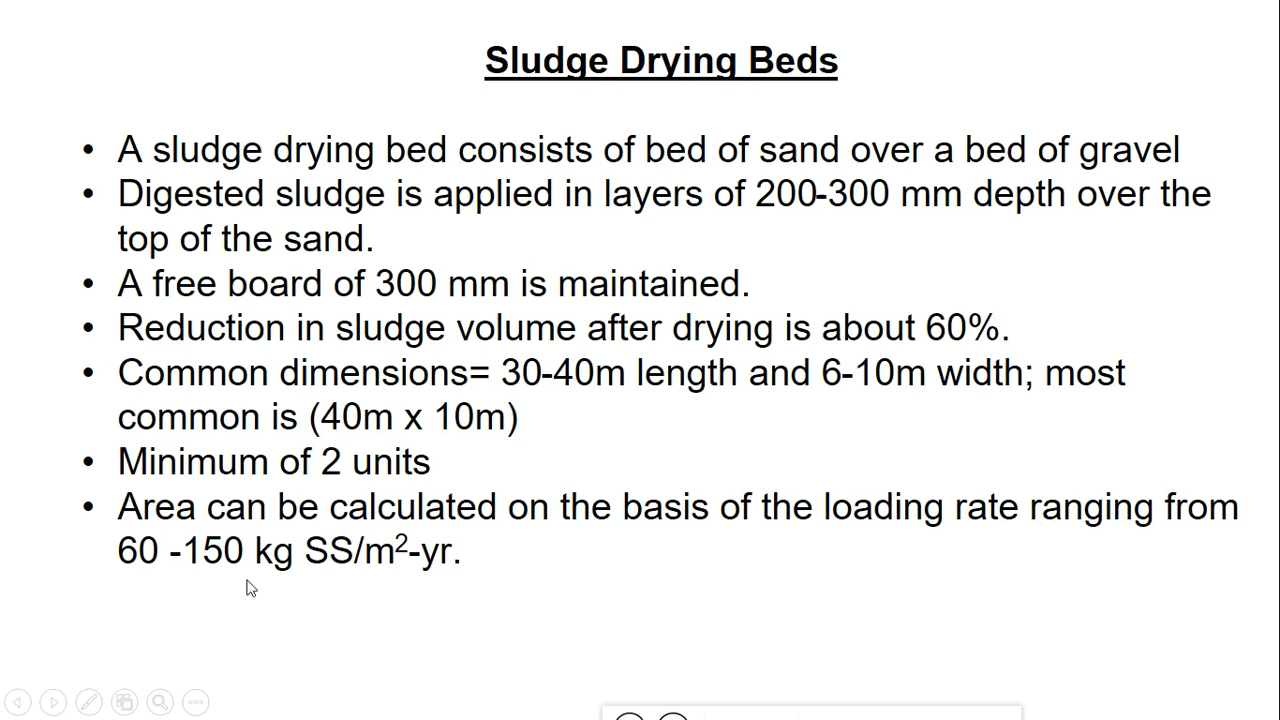 Sludge Drying Beds
• A sludge drying bed consists of bed of sand over a bed of gravel
• Digested sludge is applied in layers of 200-300 mm depth over the
top of the sand.
• A free board of 300 mm is maintained.
• Reduction in sludge volume after drying is about 60%.
• Common dimensions= 30-40m length and 6-10m width; most
common is (40m x 10m)
• Minimum of 2 units
• Area can be calculated on the basis of the loading rate ranging from
60 -150 kg SS/m²-yr.